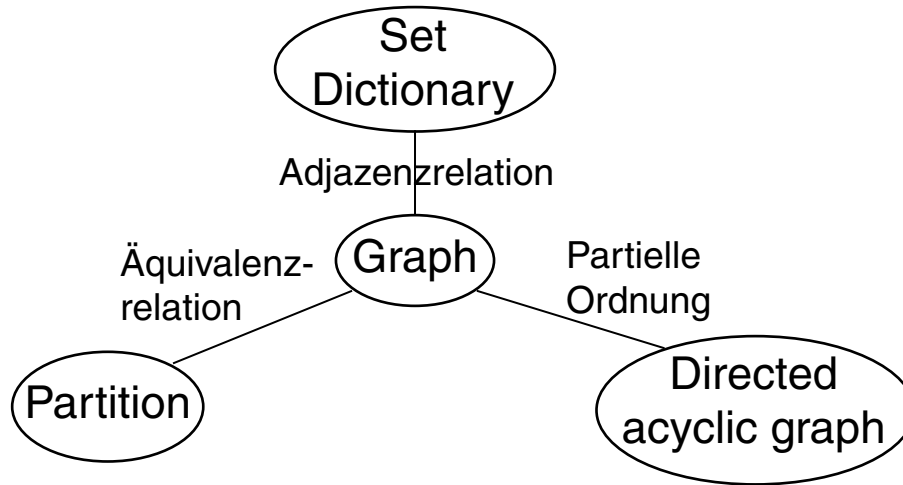 Set
Dictionary
Adjazenzrelation
Graph
Äquivalenz-
relation
Partielle
Ordnung
Partition
Directed
acyclic graph